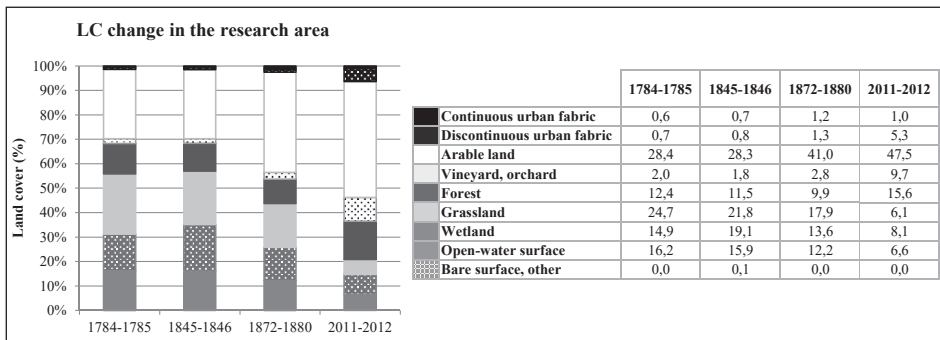 LC change in the research area
Land cover (%)
100%
90%
80%
70%
60%
50%
40%
30%
20%
10%
0%
1784-1785 1845-1846 1872-1880 2011-2012
1784-1785 1845-1846 1872-1880 2011-2012
Continuous urban fabric 0,6 0,7 1,2 1,0
Discontinuous urban fabric 0,7 0,8 1,3 5,3
Arable land 28,4 28,3 41,0 47,5
Vineyard, orchard 2,0 1,8 2,8 9,7
Forest 12,4 11,5 9,9 15,6
Grassland 24,7 21,8 17,9 6,1
Wetland 14,9 19,1 13,6 8,1
Open-water surface 16,2 15,9 12,2 6,6
Bare surface, other 0,0 0,1 0,0 0,0